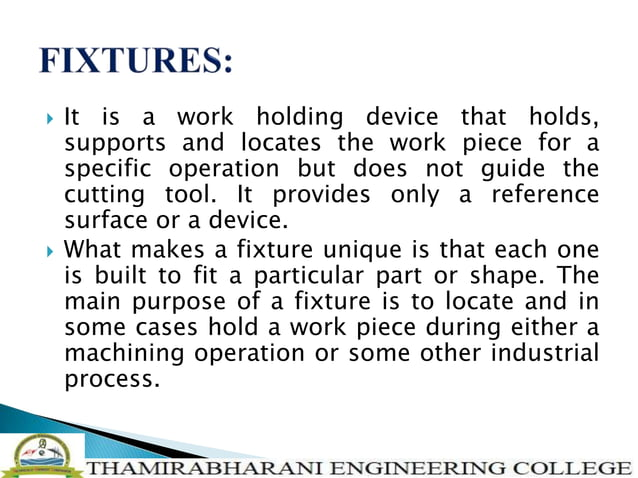 FIXTURES:
It is a work holding device that holds,
supports and locates the work piece for a
specific operation but does not guide the
cutting tool. It provides only a reference
surface or a device.
What makes a fixture unique is that each one
is built to fit a particular part or shape. The
main purpose of a fixture is to locate and in
some cases hold a work piece during either a
machining operation or some other industrial
process.
THAMIRABHARANI ENGINEERING COLLEGE